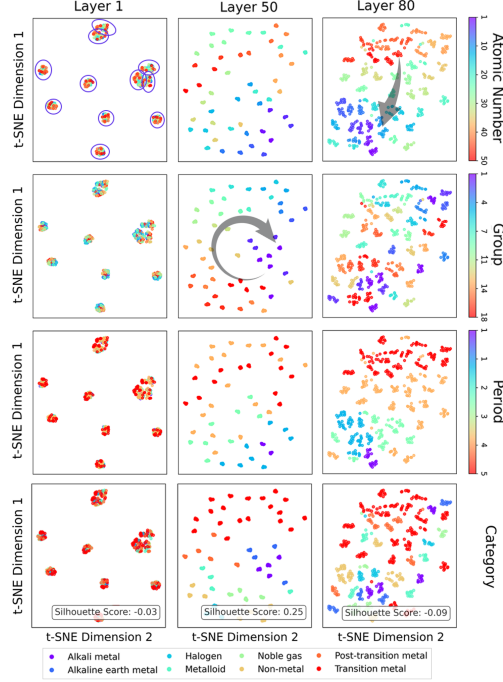 Layer 1 Layer 50 Layer 80
t-SNE Dimension 1
Atomic Number
1
10
20
30
40
50
t-SNE Dimension 1
Group
1
4
9
14
18
t-SNE Dimension 1
Period
1
1
2
3
4
5
t-SNE Dimension 1
Category
Silhouette Score: -0.03
Silhouette Score: 0.25
Silhouette Score: -0.09
t-SNE Dimension 2 t-SNE Dimension 2 t-SNE Dimension 2
Alkali metal Halogen Noble gas Post-transition metal
Alkaline earth metal Metalloid Non-metal Transition metal